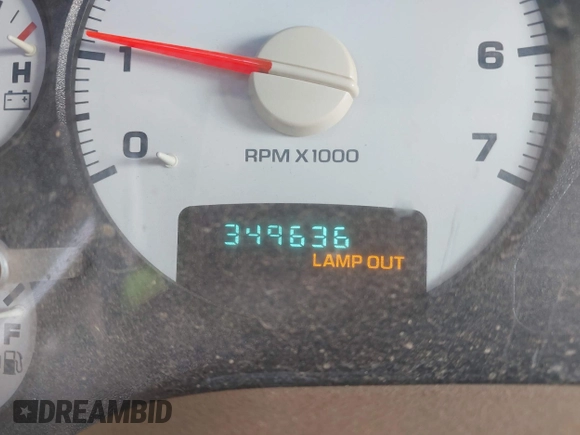 H
1
6
0
7
RPM X1000
349636
LAMP OUT
F
DREAMBID